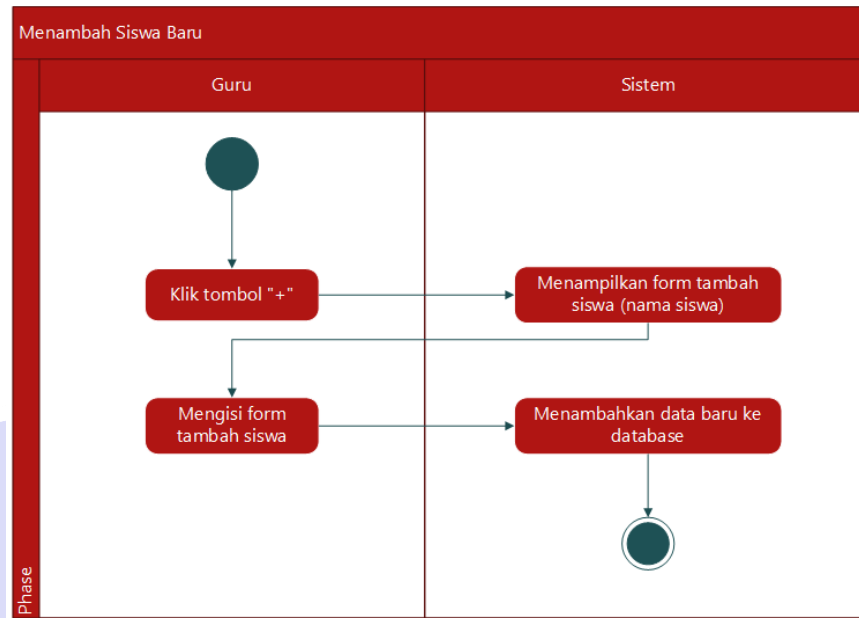 Menambah Siswa Baru
Guru
Sistem
Klik tombol "+"
Menampilkan form tambah
siswa (nama siswa)
Mengisi form
tambah siswa
Menambahkan data baru ke
database
Phase